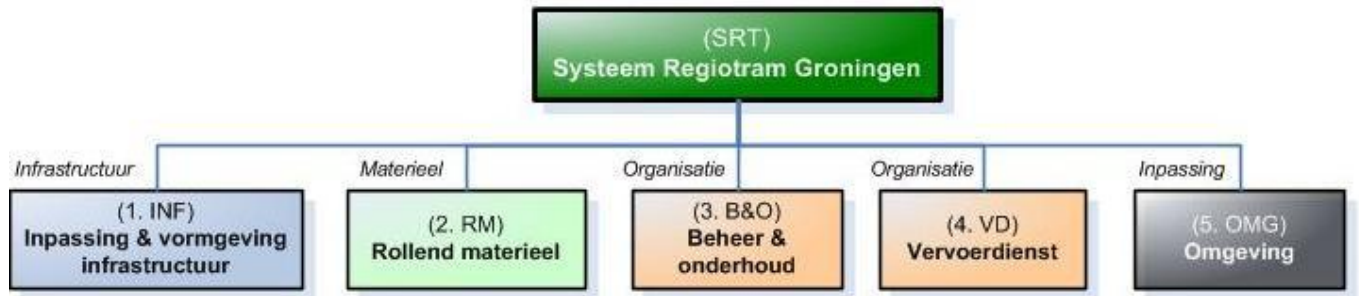 (SRT)
Systeem Regiotram Groningen
Infrastructuur
Materieel
Organisatie
Organisatie
Inpassing
(1. INF)
Inpassing & vormgeving
infrastructuur
(2. RM)
Rollend materieel
(3. B&O)
Beheer &
onderhoud
(4. VD)
Vervoerdienst
(5. OMG)
Omgeving